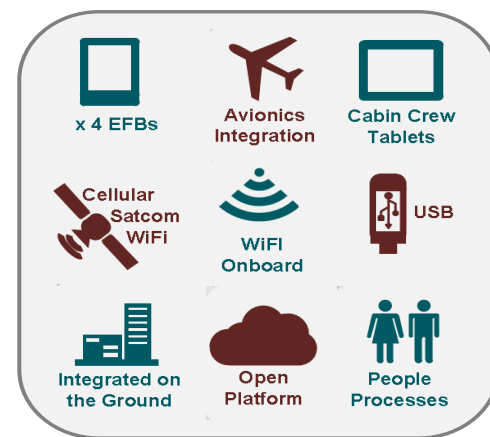 x 4 EFBs
Avionics
Integration
Cabin Crew
Tablets
Cellular
Satcom
WiFi
WiFI
Onboard
USB
Integrated on
the Ground
Open
Platform
People
Processes